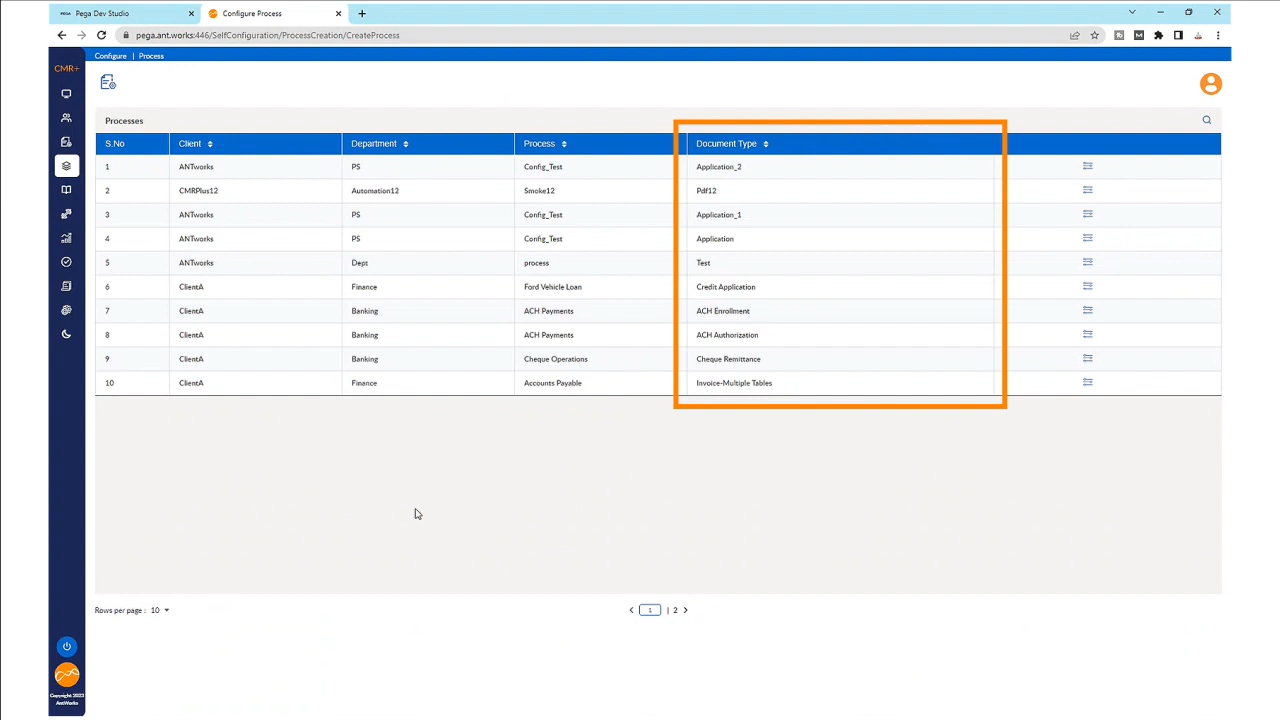 PEGA Pega Dev Studio
Configure Process
pega.ant.works:446/SelfConfiguration/ProcessCreation/CreateProcess
Configure | Process
CMR+
Processes
S.No Client Department Process Document Type
1 ANTworks PS Config_Test Application_2
2 CMRPlus12 Automation12 Smoke12 Pdf12
3 ANTworks PS Config_Test Application_1
4 ANTworks PS Config_Test Application
5 ANTworks Dept process Test
6 ClientA Finance Ford Vehicle Loan Credit Application
7 ClientA Banking ACH Payments ACH Enrollment
8 ClientA Banking ACH Payments ACH Authorization
9 ClientA Banking Cheque Operations Cheque Remittance
10 ClientA Finance Accounts Payable Invoice-Multiple Tables
Rows per page : 10
1 | 2
Copyright 2023
AntWorks